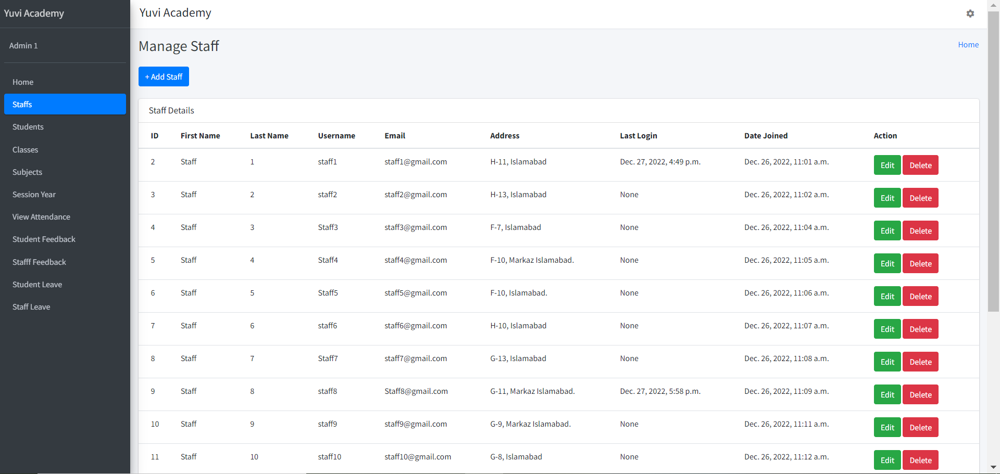 Yuvi Academy
Admin 1
Home
Staffs
Students
Classes
Subjects
Session Year
View Attendance
Student Feedback
Stafff Feedback
Student Leave
Staff Leave
Yuvi Academy
Manage Staff
Home
+ Add Staff
Staff Details
ID First Name Last Name Username Email Address Last Login Date Joined Action
2 Staff 1 staff1 staff1@gmail.com H-11, Islamabad Dec. 27, 2022, 4:49 p.m. Dec. 26, 2022, 11:01 a.m. Edit Delete
3 Staff 2 staff2 staff2@gmail.com H-13, Islamabad None Dec. 26, 2022, 11:02 a.m. Edit Delete
4 Staff 3 Staff3 staff3@gmail.com F-7, Islamabad None Dec. 26, 2022, 11:04 a.m. Edit Delete
5 Staff 4 Staff4 staff4@gmail.com F-10, Markaz Islamabad. None Dec. 26, 2022, 11:05 a.m. Edit Delete
6 Staff 5 Staff5 staff5@gmail.com F-10, Islamabad. None Dec. 26, 2022, 11:06 a.m. Edit Delete
7 Staff 6 staff6 staff6@gmail.com H-10, Islamabad None Dec. 26, 2022, 11:07 a.m. Edit Delete
8 Staff 7 Staff7 staff7@gmail.com G-13, Islamabad None Dec. 26, 2022, 11:08 a.m. Edit Delete
9 Staff 8 staff8 Staff8@gmail.com G-11, Markaz Islamabad. Dec. 27, 2022, 5:58 p.m. Dec. 26, 2022, 11:09 a.m. Edit Delete
10 Staff 9 staff9 staff9@gmail.com G-9, Markaz Islamabad. None Dec. 26, 2022, 11:11 a.m. Edit Delete
11 Staff 10 staff10 staff10@gmail.com G-8, Islamabad None Dec. 26, 2022, 11:12 a.m. Edit Delete